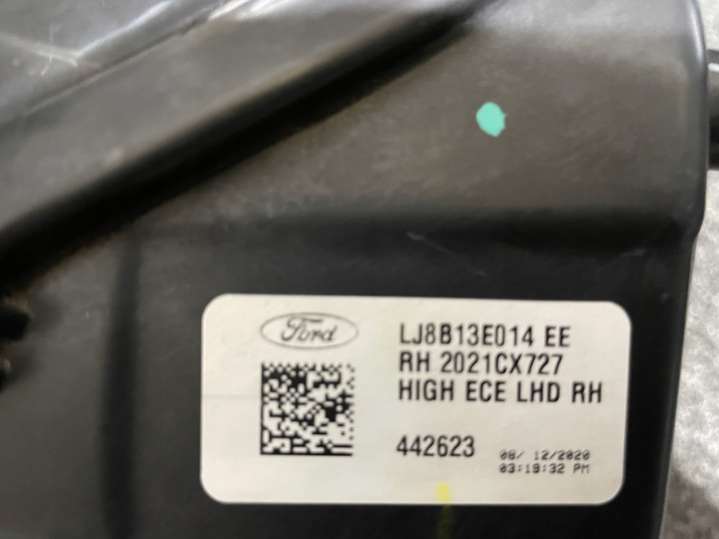 Ford
LJ8B13E014 EE
RH 2021CX727
HIGH ECE LHD RH
442623
08/ 12/2020
03:19:32 PM